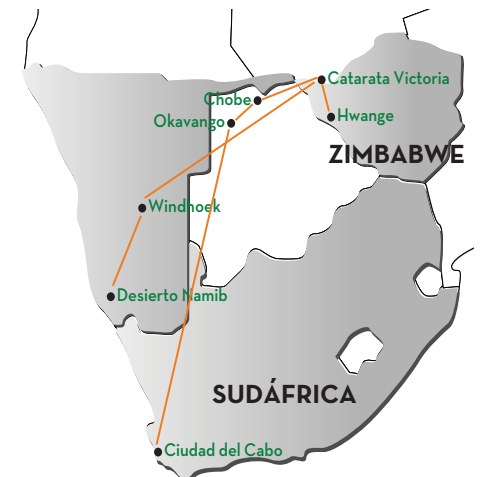 Catarata Victoria
Chobe
Okavango
Hwange
ZIMBABWE
Windhoek
Desierto Namib
SUDÁFRICA
Ciudad del Cabo